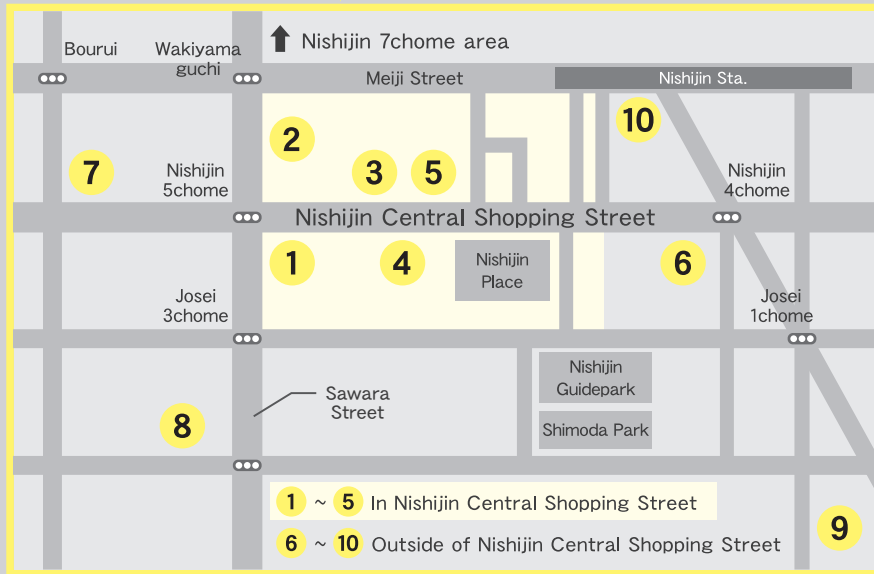 Nishijin 7chome area
Bourui
Wakiyama
guchi
Meiji Street
Nishijin Sta.
2
10
3
5
7
Nishijin
5chome
Nishijin
4chome
Nishijin Central Shopping Street
1
4
Nishijin
Place
6
Josei
3chome
Josei
1chome
Nishijin
Guidepark
Sawara
Street
8
Shimoda Park
1 ~ 5 In Nishijin Central Shopping Street
6 ~ 10 Outside of Nishijin Central Shopping Street
9